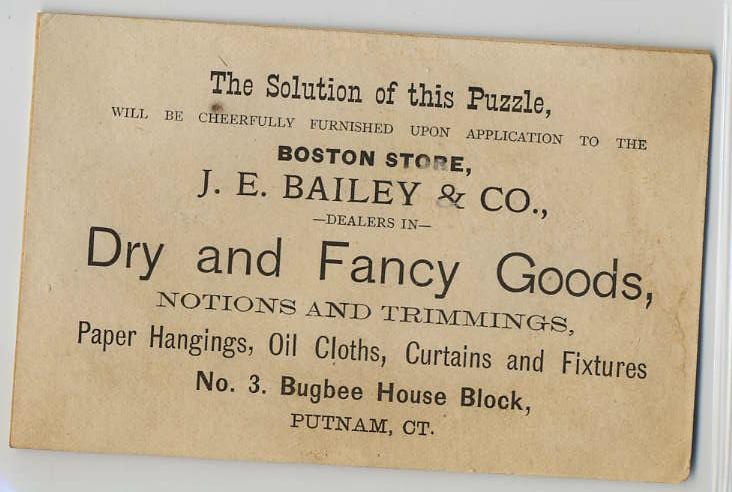 The Solution of this Puzzle,
WILL BE CHEERFULLY FURNISHED UPON APPLICATION TO THE
BOSTON STORE,
J. E. BAILEY & CO.,
—DEALERS IN—
Dry and Fancy Goods,
NOTIONS AND TRIMMINGS,
Paper Hangings, Oil Cloths, Curtains and Fixtures
No. 3. Bugbee House Block,
PUTNAM, CT.